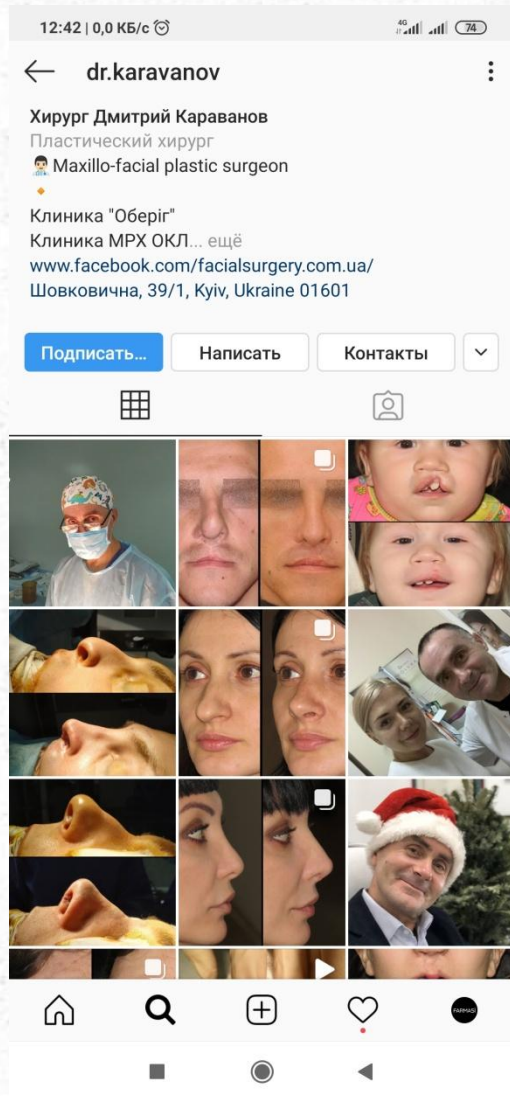 12:42 | 0,0 КБ/с
4G 74
dr.karavanov
Хирург Дмитрий Караванов
Пластический хирург
Maxillo-facial plastic surgeon
Клиника "Оберіг"
Клиника МРХ ОКЛ... ещё
www.facebook.com/facialsurgery.com.ua/
Шовковична, 39/1, Kyiv, Ukraine 01601
Подписать... Написать Контакты
FARMASI